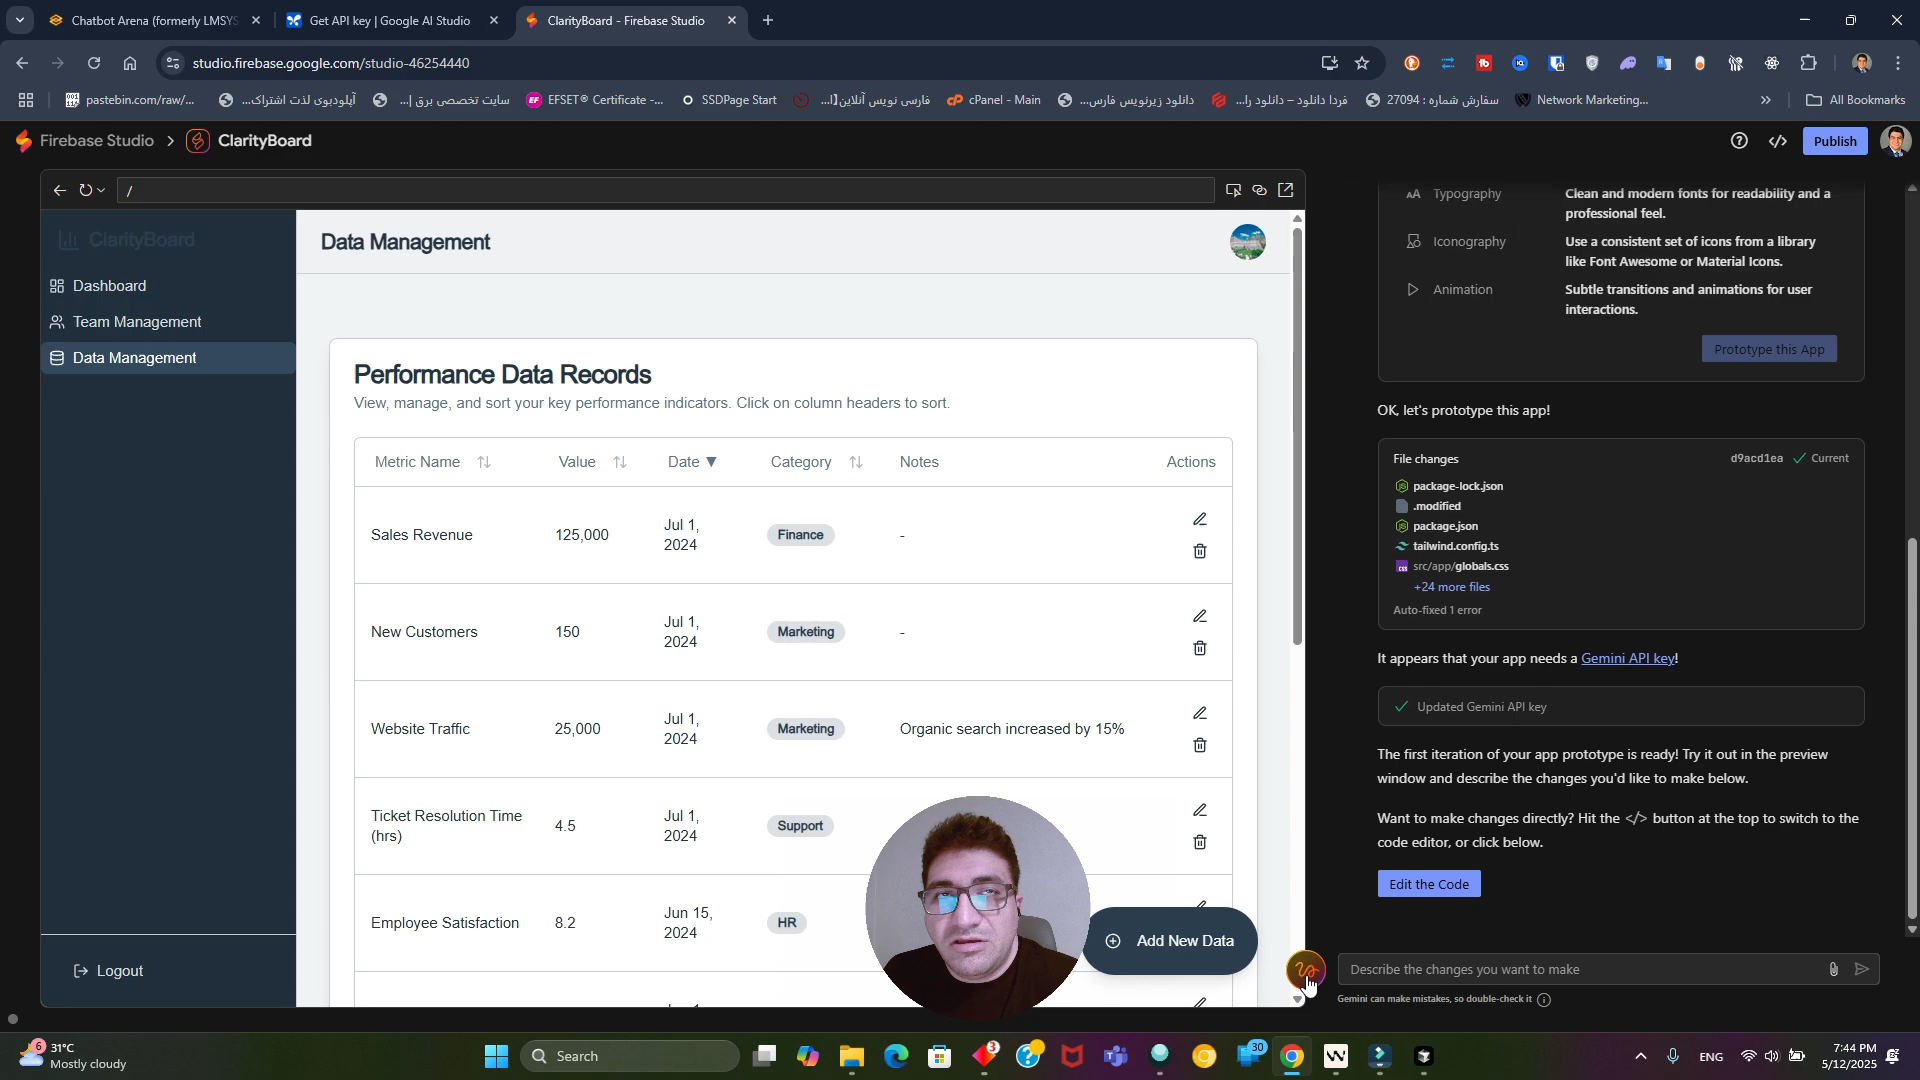 Chatbot Arena (formerly LMSYS
Get API key | Google AI Studio
ClarityBoard - Firebase Studio
studio.firebase.google.com/studio-46254440
pastebin.com/raw/...
آپلودبوی لذت اشتراک...
سایت تخصصی برق |...
EFSET® Certificate -...
SSDPage Start
فارسی نویس آنلاین|ا...
cPanel - Main
دانلود زیرنویس فارس...
فردا دانلود – دانلود را...
سفارش شماره : 27094
Network Marketing...
All Bookmarks
Firebase Studio
ClarityBoard
Publish
/
ClarityBoard
Dashboard
Team Management
Data Management
Logout
Data Management
Performance Data Records
View, manage, and sort your key performance indicators. Click on column headers to sort.
Metric Name Value Date ▼ Category Notes Actions
Sales Revenue 125,000 Jul 1, 2024 Finance -
New Customers 150 Jul 1, 2024 Marketing -
Website Traffic 25,000 Jul 1, 2024 Marketing Organic search increased by 15%
Ticket Resolution Time (hrs) 4.5 Jul 1, 2024 Support
Employee Satisfaction 8.2 Jun 15, 2024 HR
Add New Data
Typography Clean and modern fonts for readability and a
professional feel.
Iconography Use a consistent set of icons from a library
like Font Awesome or Material Icons.
Animation Subtle transitions and animations for user
interactions.
Prototype this App
OK, let's prototype this app!
File changes d9acd1ea Current
package-lock.json
.modified
package.json
tailwind.config.ts
src/app/globals.css
+24 more files
Auto-fixed 1 error
It appears that your app needs a Gemini API key!
Updated Gemini API key
The first iteration of your app prototype is ready! Try it out in the preview
window and describe the changes you'd like to make below.
Want to make changes directly? Hit the </> button at the top to switch to the
code editor, or click below.
Edit the Code
Describe the changes you want to make
Gemini can make mistakes, so double-check it
6
31°C
Mostly cloudy
Search
3
30
ENG
7:44 PM
5/12/2025